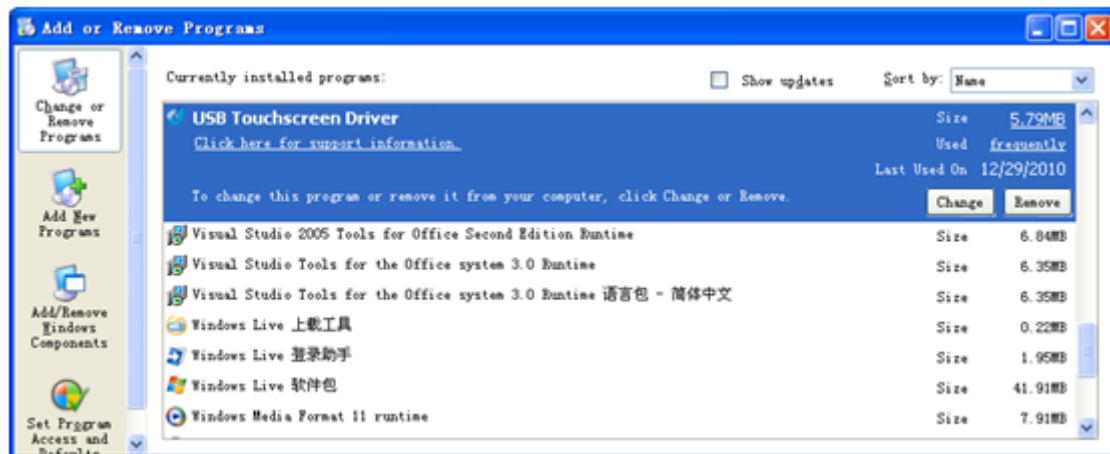 Add or Remove Programs
Change or
Remove
Programs
Add New
Programs
Add/Remove
Windows
Components
Set Program
Access and
Defaults
Currently installed programs:
Show updates
Sort by: Name
USB Touchscreen Driver
Size 5.79MB
Click here for support information.
Used frequently
Last Used On 12/29/2010
To change this program or remove it from your computer, click Change or Remove.
Change Remove
Visual Studio 2005 Tools for Office Second Edition Runtime Size 6.84MB
Visual Studio Tools for the Office system 3.0 Runtime Size 6.35MB
Visual Studio Tools for the Office system 3.0 Runtime 语言包 - 简体中文 Size 6.35MB
Windows Live 上载工具 Size 0.22MB
Windows Live 登录助手 Size 1.95MB
Windows Live 软件包 Size 41.91MB
Windows Media Format 11 runtime Size 7.91MB